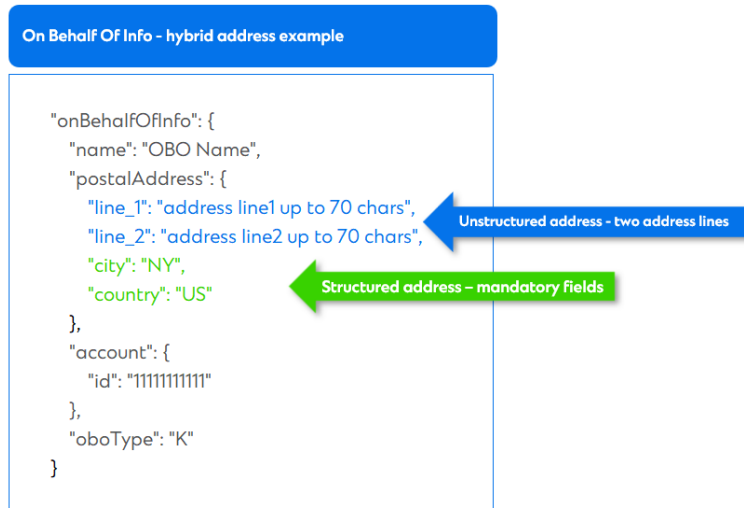 On Behalf Of Info - hybrid address example
"onBehalfOfInfo": {
"name": "OBO Name",
"postalAddress": {
"line_1": "address line1 up to 70 chars",
"line_2": "address line2 up to 70 chars",
Unstructured address - two address lines
"city": "NY",
"country": "US"
Structured address – mandatory fields
},
"account": {
"id": "11111111111"
},
"oboType": "K"
}